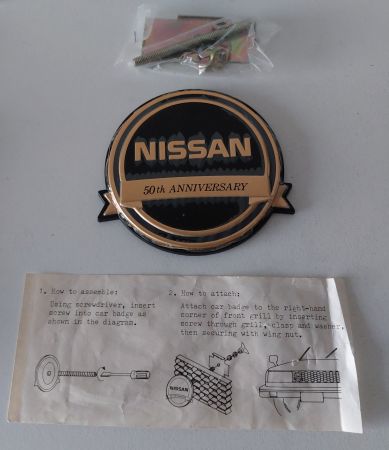 NISSAN
50th ANNIVERSARY
1. How to assemble:
Using screwdriver, insert
screw into car badge as
shown in the diagram.
2. How to attach:
Attach car badge to the right-hand
corner of front grill by inserting
screw through grill, clasp and washer,
then securing with wing nut.
NISSAN